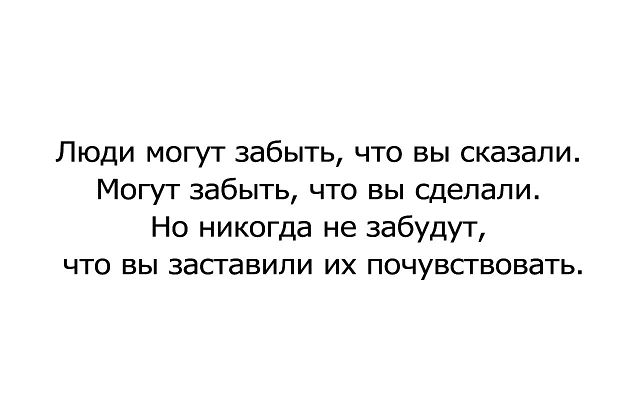 Люди могут забыть, что вы сказали.
Могут забыть, что вы сделали.
Но никогда не забудут,
что вы заставили их почувствовать.